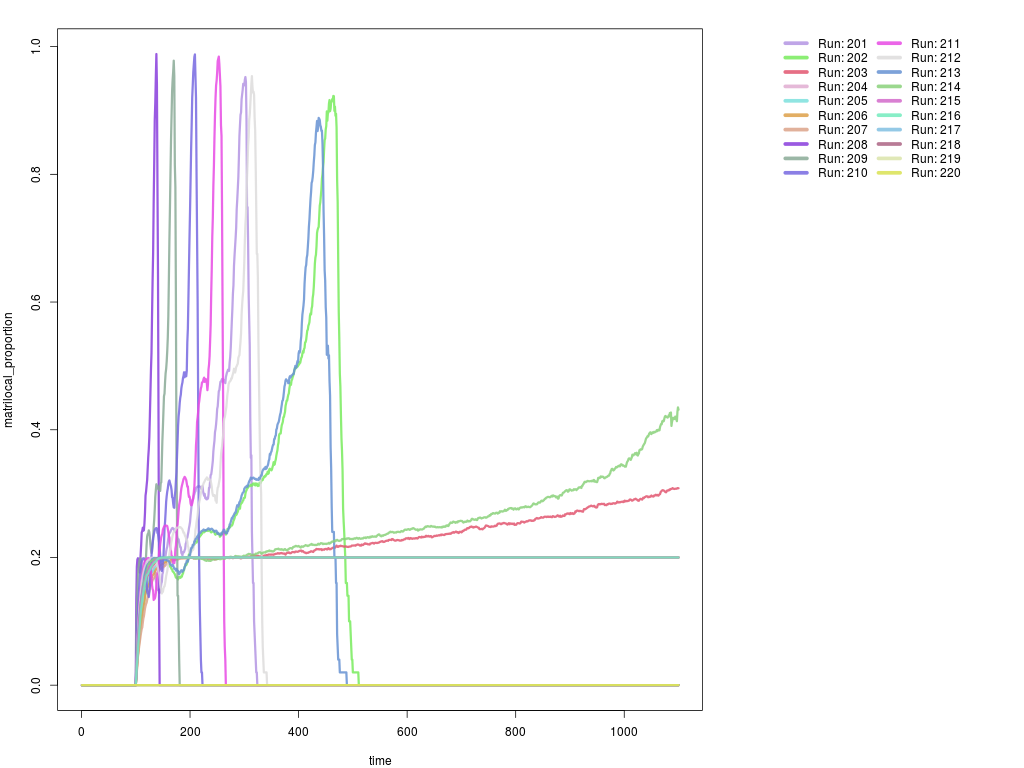 1.0
0.8
0.6
0.4
0.2
0.0
matrilocal_proportion
0 200 400 600 800 1000
time
Run: 201 Run: 211
Run: 202 Run: 212
Run: 203 Run: 213
Run: 204 Run: 214
Run: 205 Run: 215
Run: 206 Run: 216
Run: 207 Run: 217
Run: 208 Run: 218
Run: 209 Run: 219
Run: 210 Run: 220